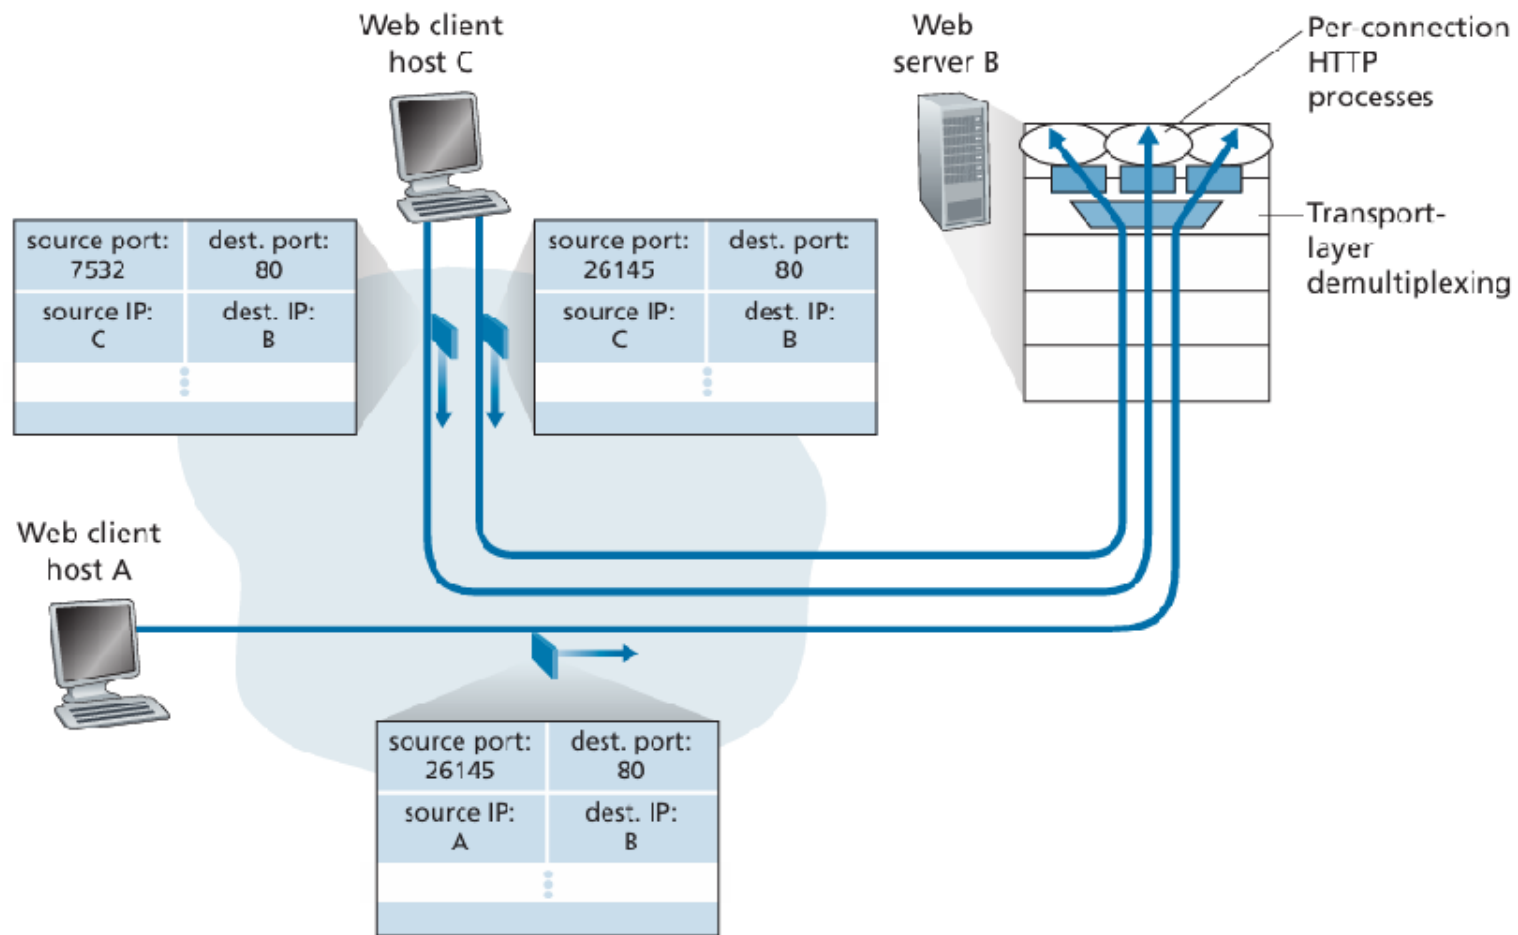 Web client
host C
Web
server B
Per-connection
HTTP
processes
Transport-
layer
demultiplexing
source port:
7532
dest. port:
80
source IP:
C
dest. IP:
B
source port:
26145
dest. port:
80
source IP:
C
dest. IP:
B
Web client
host A
source port:
26145
dest. port:
80
source IP:
A
dest. IP:
B